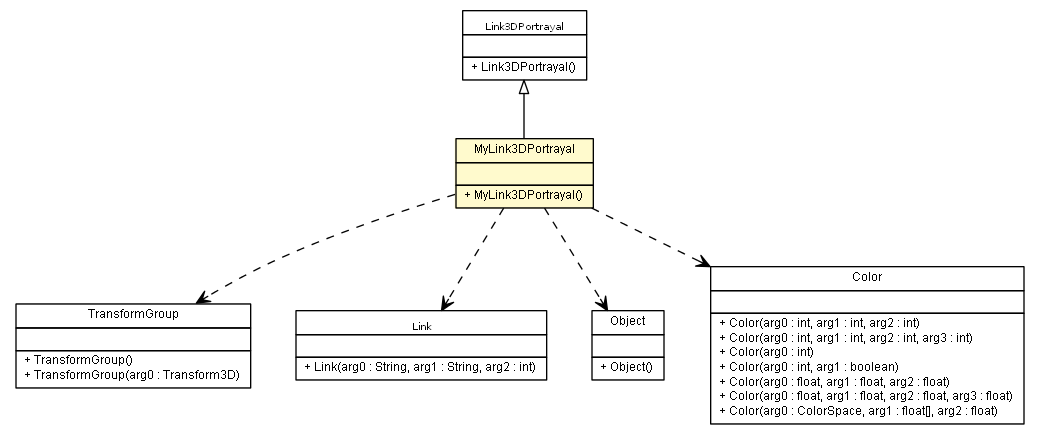 Link3DPortrayal
+ Link3DPortrayal()
MyLink3DPortrayal
+ MyLink3DPortrayal()
TransformGroup
+ TransformGroup()
+ TransformGroup(arg0 : Transform3D)
Link
+ Link(arg0 : String, arg1 : String, arg2 : int)
Object
+ Object()
Color
+ Color(arg0 : int, arg1 : int, arg2 : int)
+ Color(arg0 : int, arg1 : int, arg2 : int, arg3 : int)
+ Color(arg0 : int)
+ Color(arg0 : int, arg1 : boolean)
+ Color(arg0 : float, arg1 : float, arg2 : float)
+ Color(arg0 : float, arg1 : float, arg2 : float, arg3 : float)
+ Color(arg0 : ColorSpace, arg1 : float[], arg2 : float)